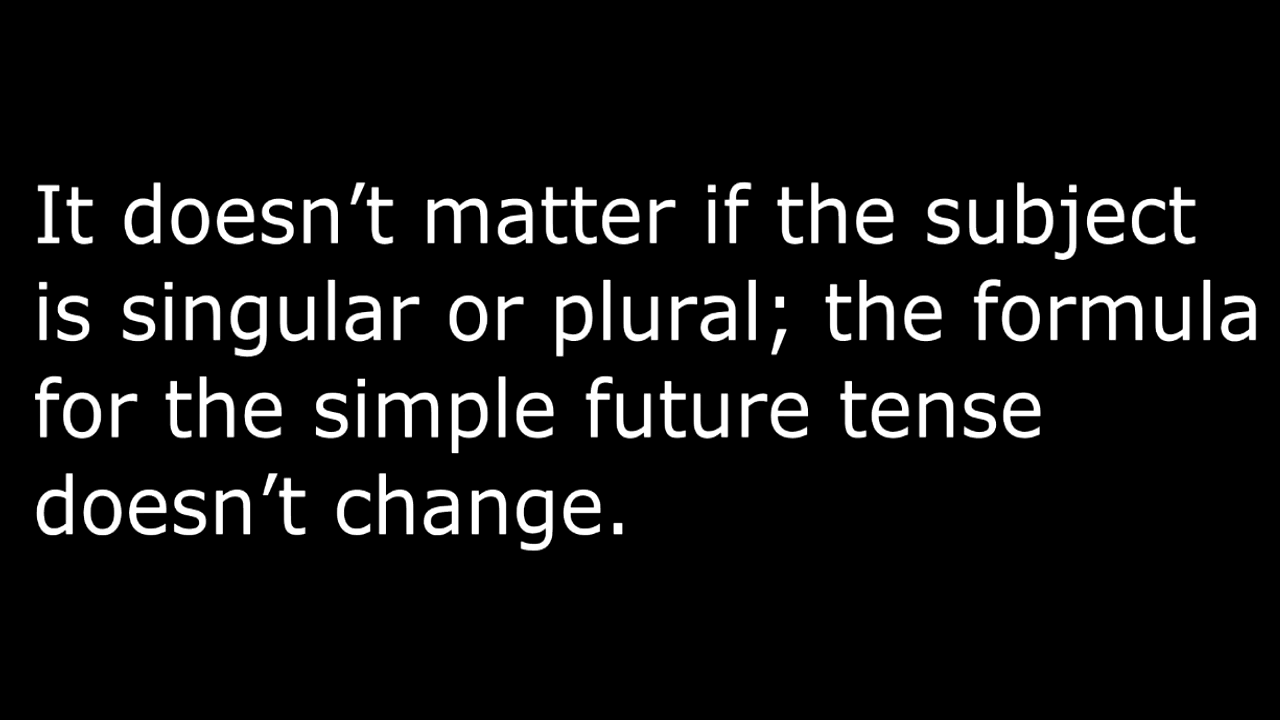 It doesn’t matter if the subject
is singular or plural; the formula
for the simple future tense
doesn’t change.